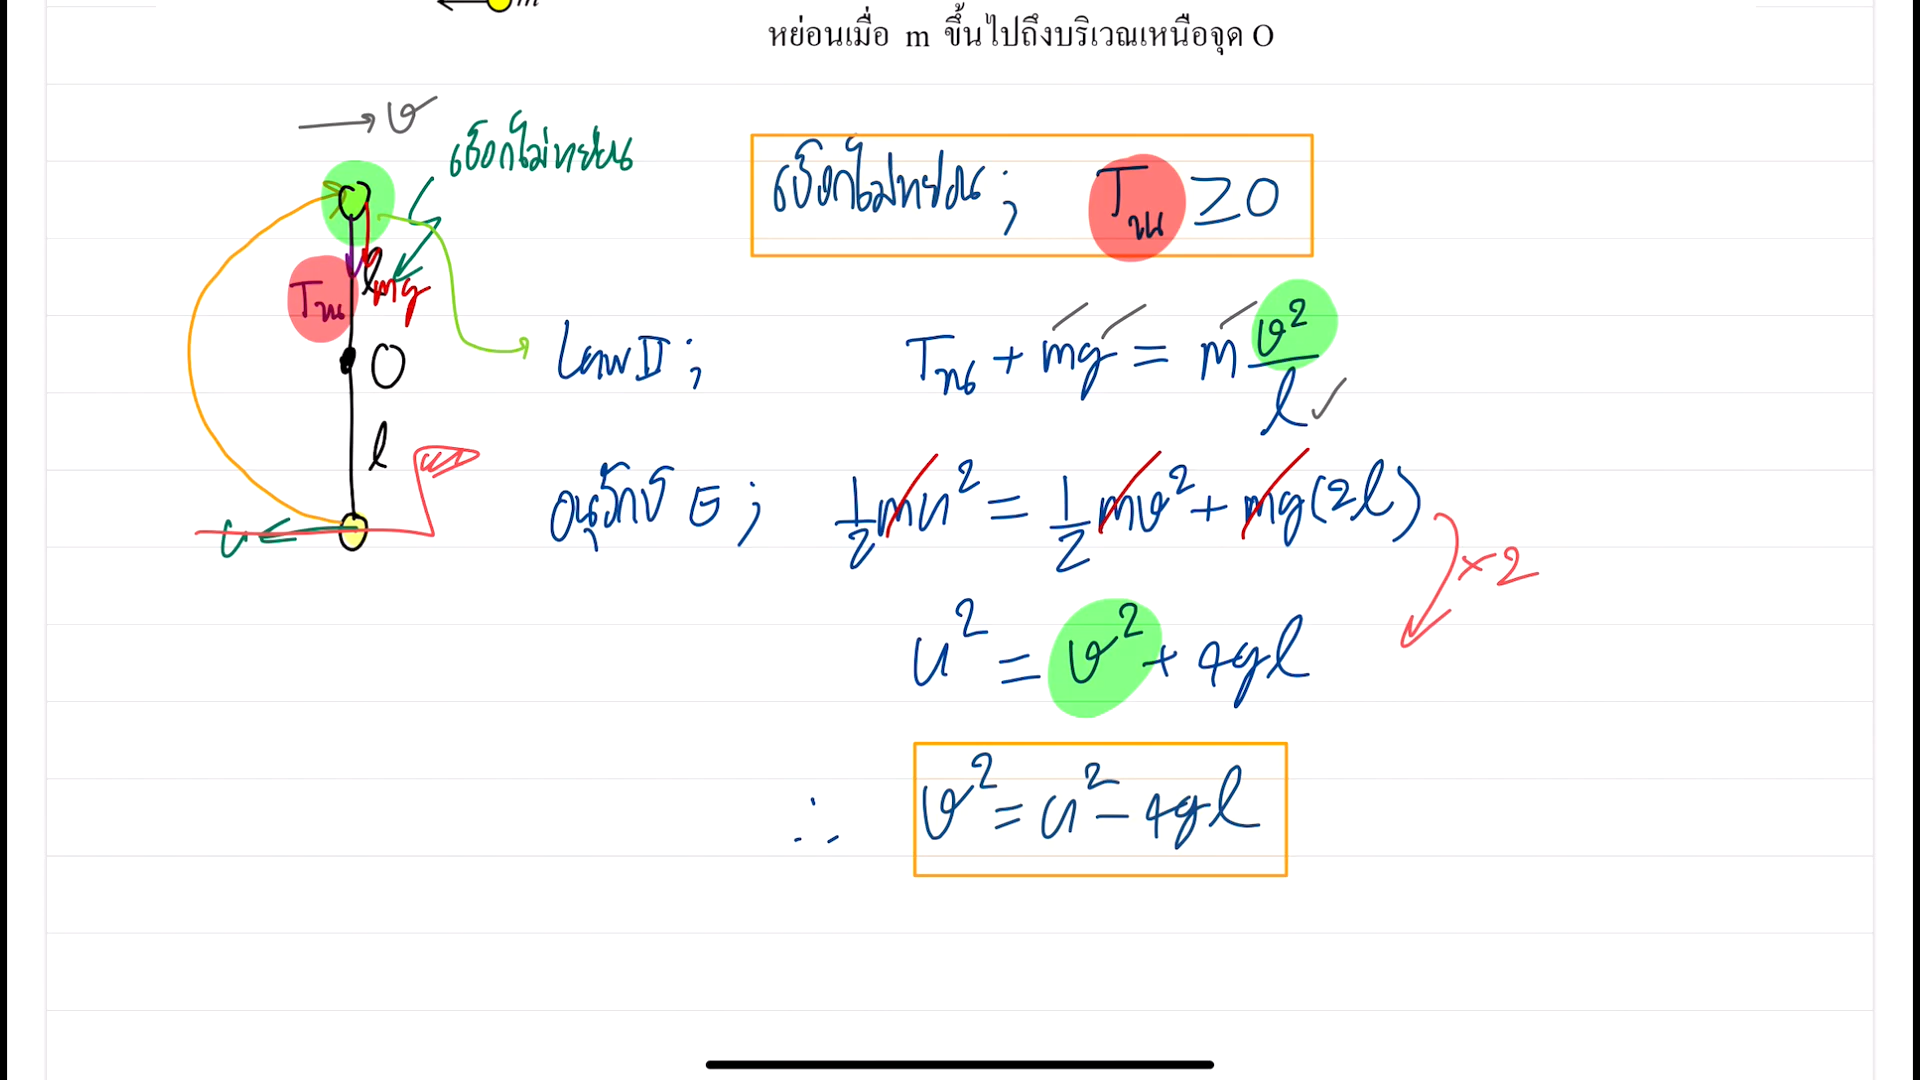 m
หย่อนเมื่อ m ขึ้นไปถึงบริเวณเหนือจุด O
→ v
เชือกไม่หย่อน
เชือกไม่หย่อน ; Tบน ≥ 0
l
Tบน mg
O
Law II ; Tบน + mg = m v²/l ✓
l
อนุรักษ์ E ; ½mu² = ½mv² + mg(2l)
u
×2
u² = v² + 4gl
∴ v² = u² − 4gl